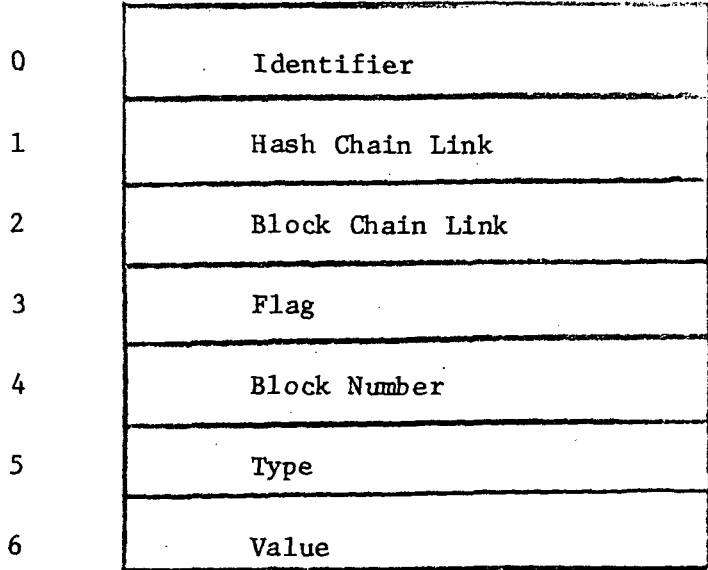 0 Identifier
1 Hash Chain Link
2 Block Chain Link
3 Flag
4 Block Number
5 Type
6 Value